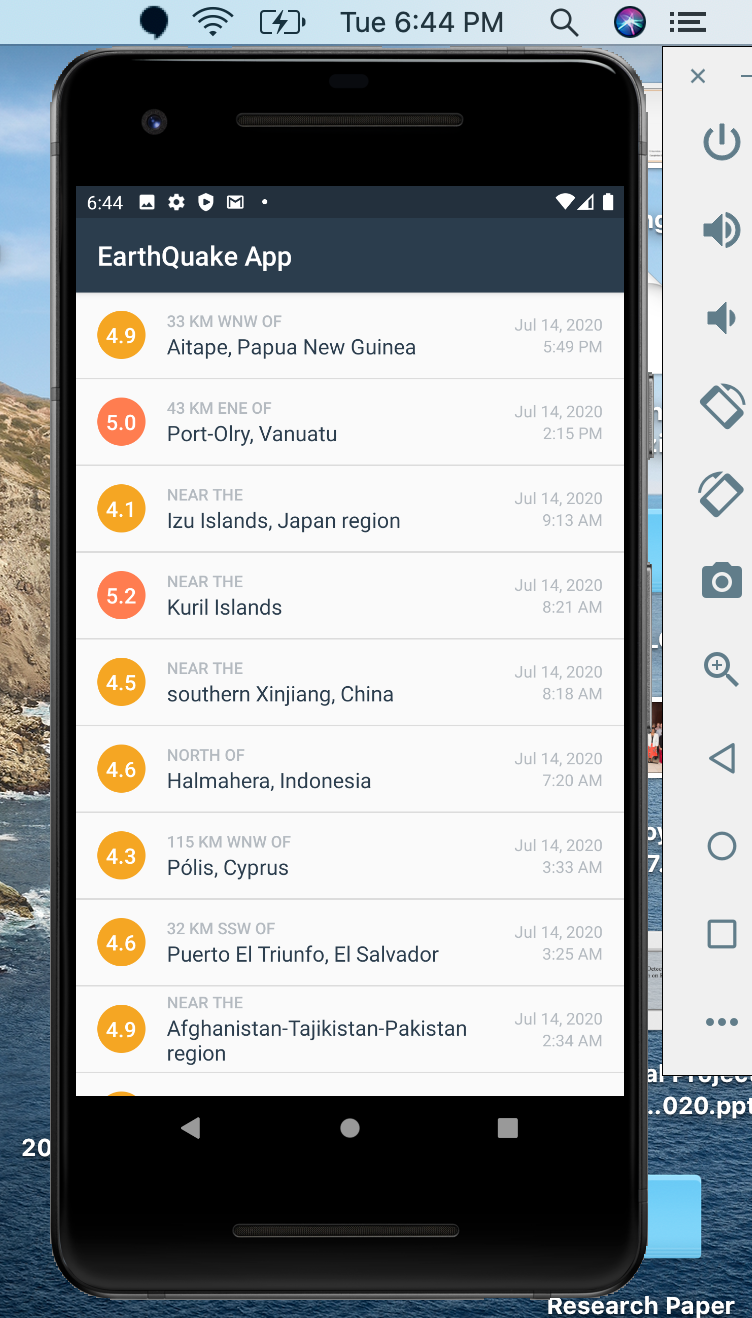 Tue 6:44 PM
6:44
EarthQuake App
4.9
33 KM WNW OF
Aitape, Papua New Guinea
Jul 14, 2020
5:49 PM
5.0
43 KM ENE OF
Port-Olry, Vanuatu
Jul 14, 2020
2:15 PM
4.1
NEAR THE
Izu Islands, Japan region
Jul 14, 2020
9:13 AM
5.2
NEAR THE
Kuril Islands
Jul 14, 2020
8:21 AM
4.5
NEAR THE
southern Xinjiang, China
Jul 14, 2020
8:18 AM
4.6
NORTH OF
Halmahera, Indonesia
Jul 14, 2020
7:20 AM
4.3
115 KM WNW OF
Pólis, Cyprus
Jul 14, 2020
3:33 AM
4.6
32 KM SSW OF
Puerto El Triunfo, El Salvador
Jul 14, 2020
3:25 AM
4.9
NEAR THE
Afghanistan-Tajikistan-Pakistan
region
Jul 14, 2020
2:34 AM
...020.ppt
20
Research Paper